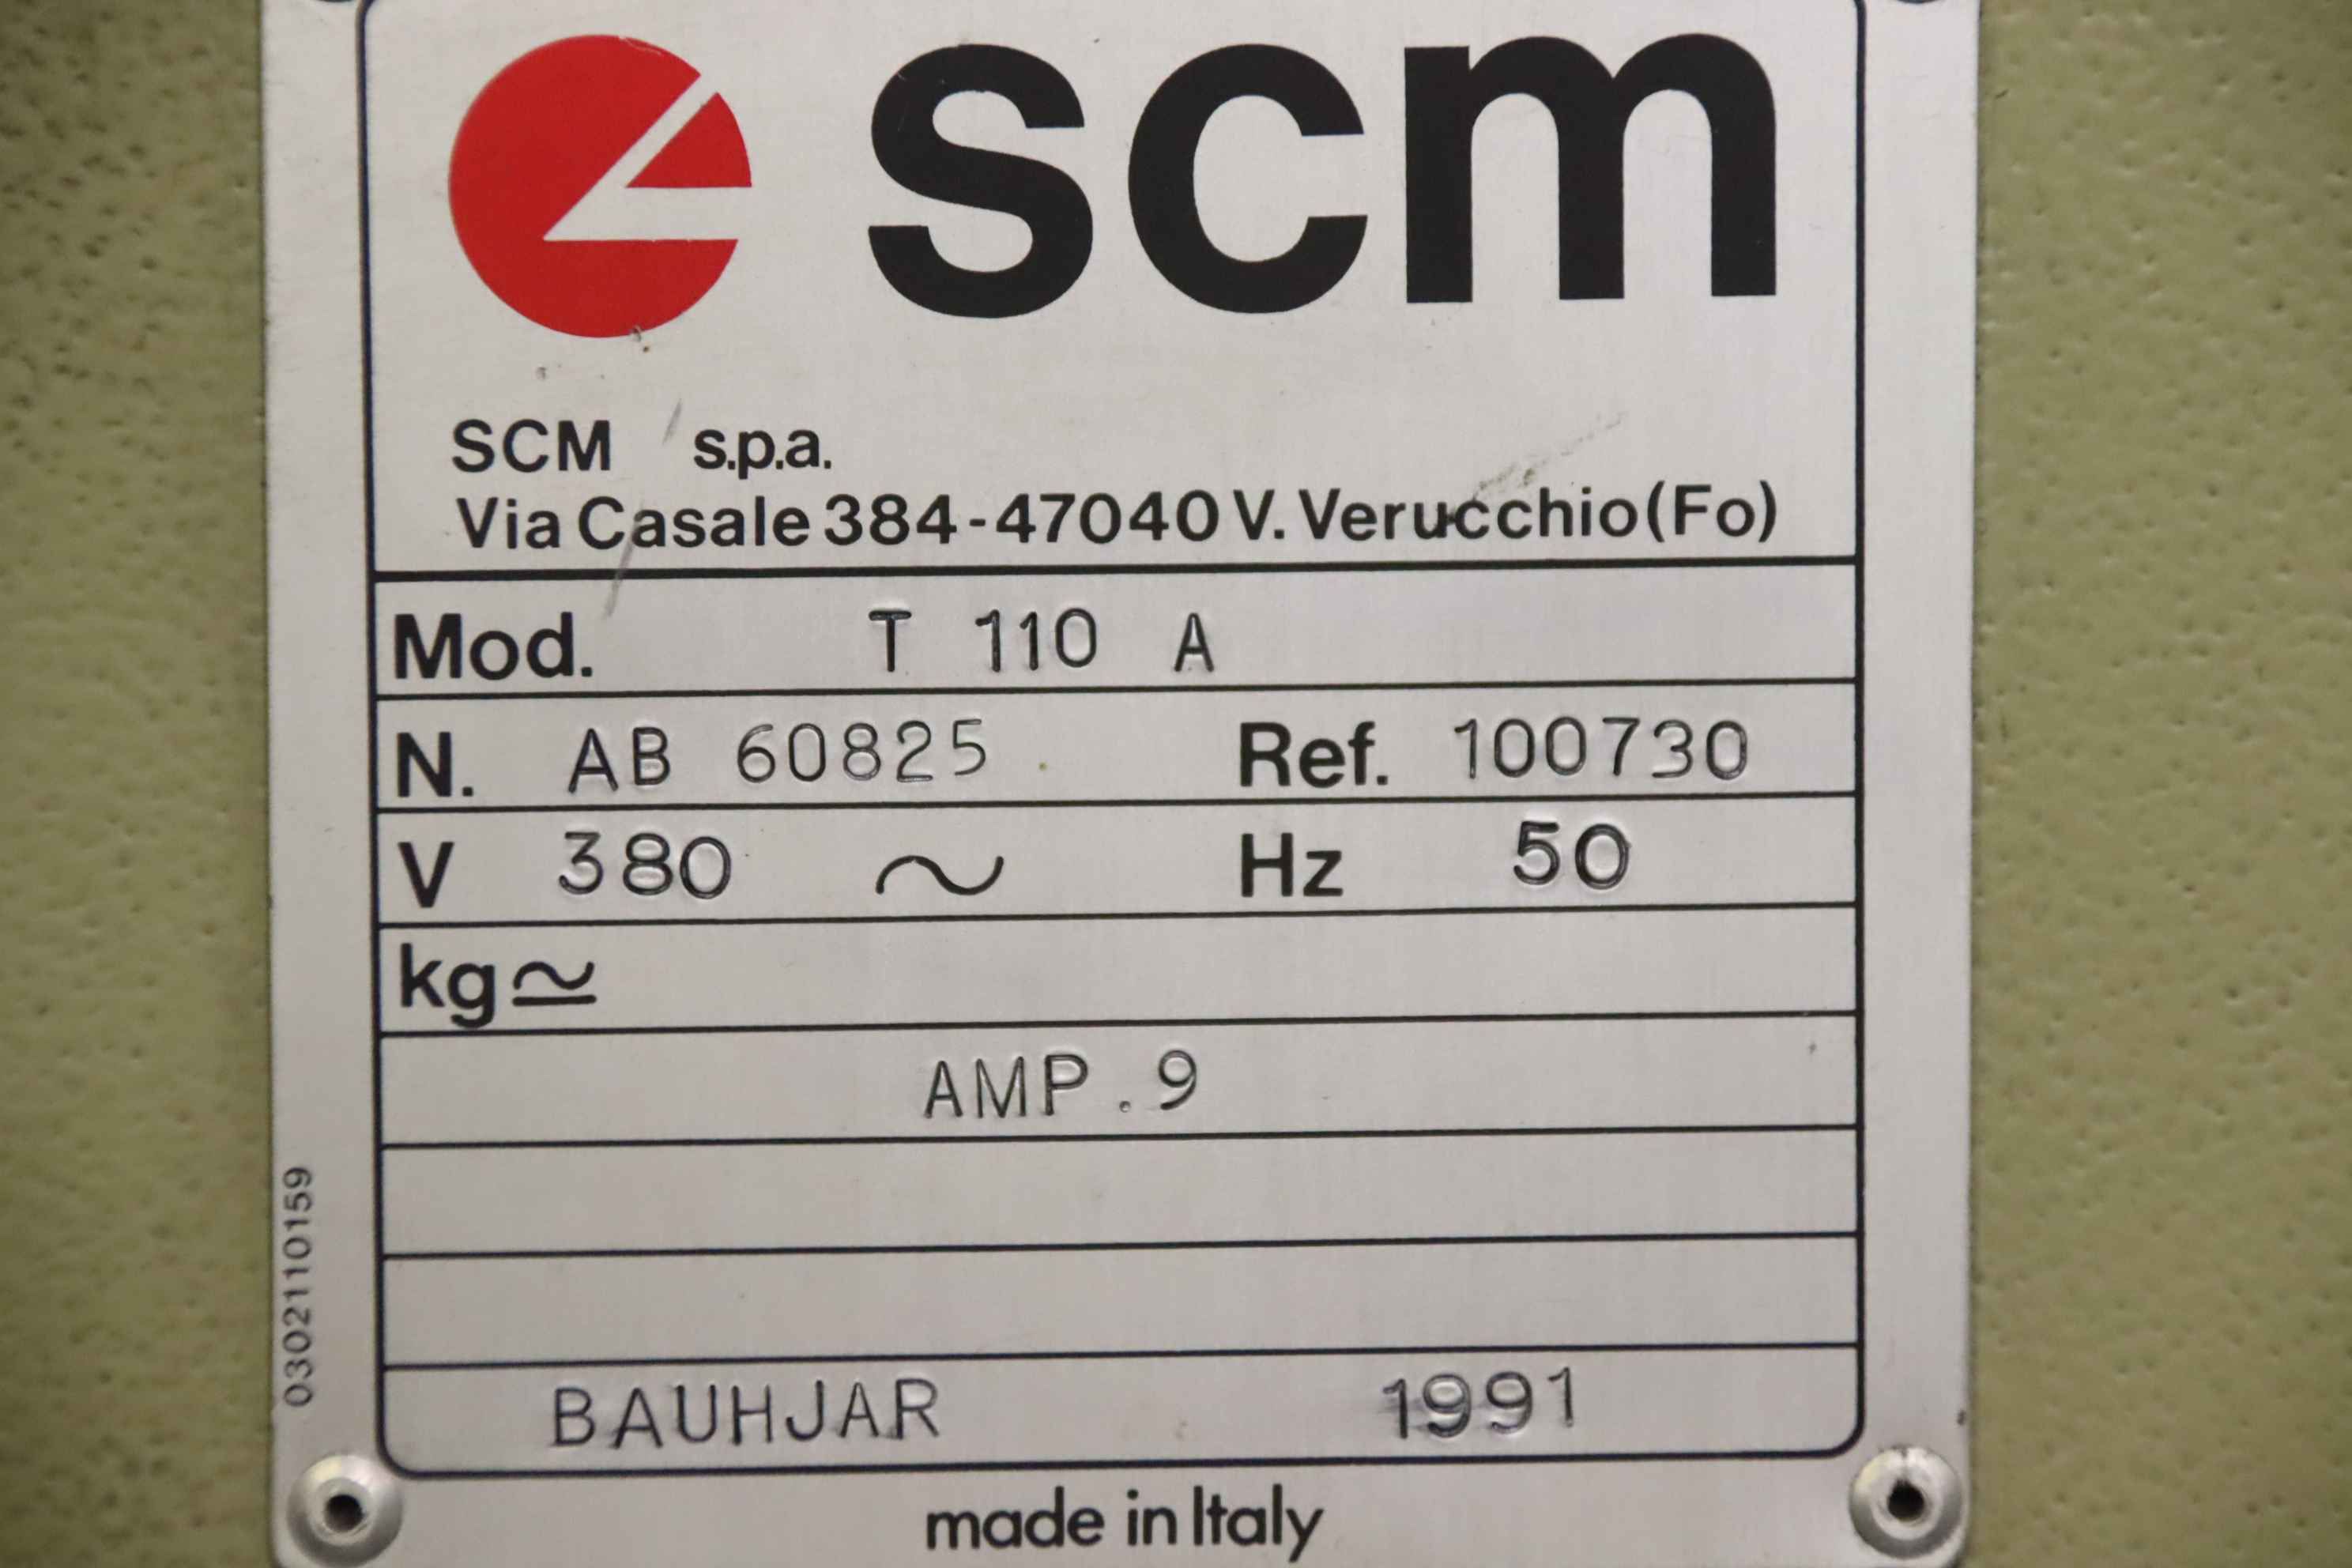 scm
SCM s.p.a.
Via Casale 384-47040 V. Verucchio (Fo)
Mod. T 110 A
N. AB 60825 Ref. 100730
V 380 ~ Hz 50
kg ≃
AMP.9
BAUHJAR 1991
made in Italy
0302110159